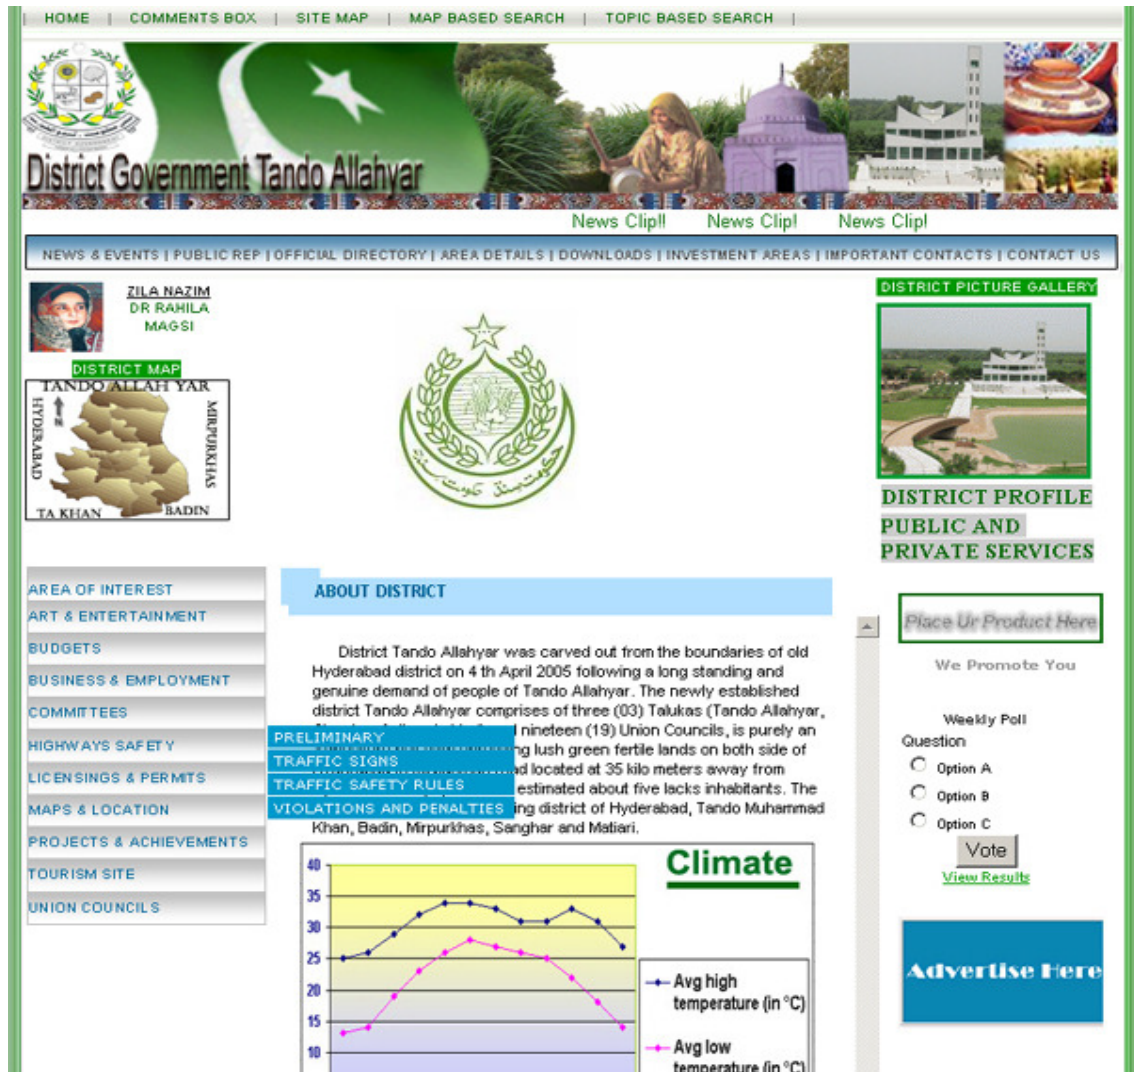 HOME | COMMENTS BOX | SITE MAP | MAP BASED SEARCH | TOPIC BASED SEARCH |
District Government Tando Allahyar
News Clip!! News Clip! News Clip!
NEWS & EVENTS | PUBLIC REP | OFFICIAL DIRECTORY | AREA DETAILS | DOWNLOADS | INVESTMENT AREAS | IMPORTANT CONTACTS | CONTACT US
ZILA NAZIM
DR RAHILA
MAGSI
DISTRICT MAP
TANDO ALLAH YAR
HYDERABAD
N
MIRPURKHAS
TA KHAN
BADIN
DISTRICT PICTURE GALLERY
DISTRICT PROFILE
PUBLIC AND
PRIVATE SERVICES
AREA OF INTEREST
ART & ENTERTAINMENT
BUDGETS
BUSINESS & EMPLOYMENT
COMMITTEES
HIGHWAYS SAFETY
LICENSINGS & PERMITS
MAPS & LOCATION
PROJECTS & ACHIEVEMENTS
TOURISM SITE
UNION COUNCILS
PRELIMINARY
TRAFFIC SIGNS
TRAFFIC SAFETY RULES
VIOLATIONS AND PENALTIES
ABOUT DISTRICT
District Tando Allahyar was carved out from the boundaries of old
Hyderabad district on 4 th April 2005 following a long standing and
genuine demand of people of Tando Allahyar. The newly established
district Tando Allahyar comprises of three (03) Talukas (Tando Allahyar,
nineteen (19) Union Councils, is purely an
lush green fertile lands on both side of
located at 35 kilo meters away from
estimated about five lacks inhabitants. The
district of Hyderabad, Tando Muhammad
Khan, Badin, Mirpurkhas, Sanghar and Matiari.
Climate
40
35
30
25
20
15
10
Avg high
temperature (in °C)
Avg low
temperature (in °C)
Place Ur Product Here
We Promote You
Weekly Poll
Question
Option A
Option B
Option C
Vote
View Results
Advertise Here